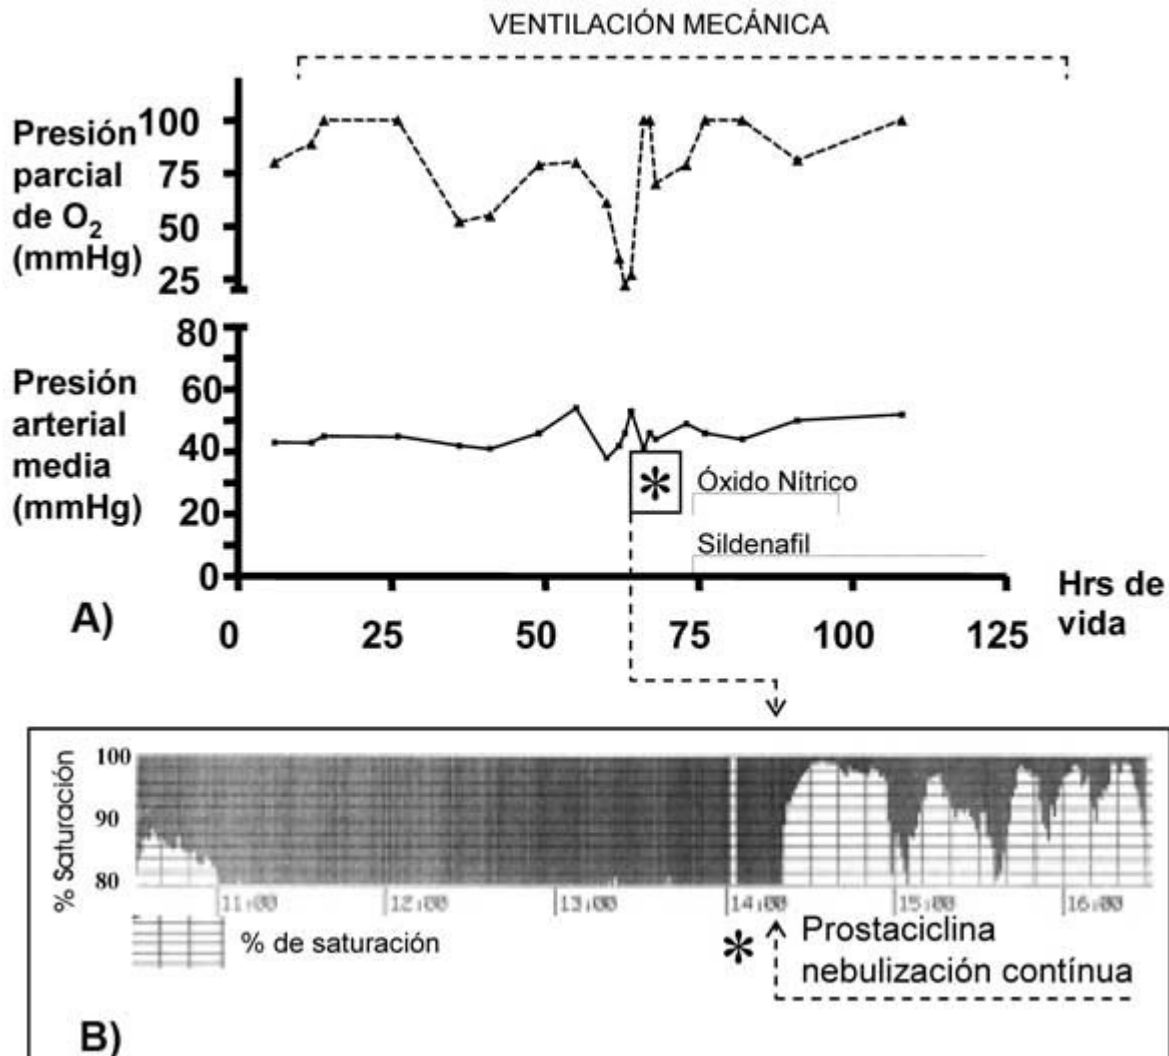 VENTILACIÓN MECÁNICA
Presión
parcial
de O₂
(mmHg)
100
75
50
25
Presión
arterial
media
(mmHg)
80
60
40
20
0
*
Óxido Nítrico
Sildenafil
A)
0 25 50 75 100 125
Hrs de
vida
% Saturación
100
90
80
11:00 12:00 13:00 14:00 15:00 16:00
% de saturación
* Prostaciclina
nebulización contínua
B)